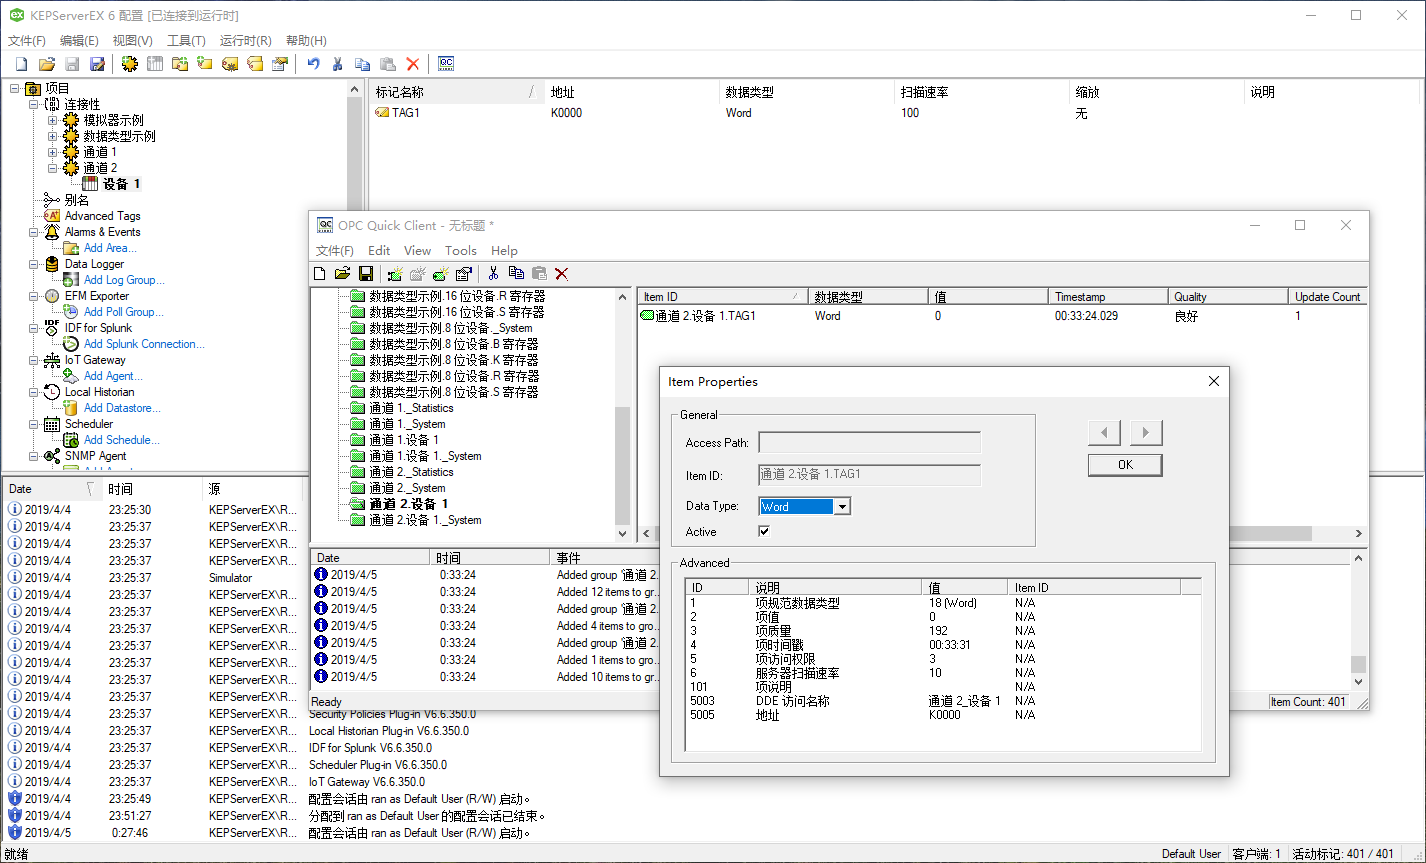 KEPServerEX 6 配置 [已连接到运行时]
文件(F) 编辑(E) 视图(V) 工具(T) 运行时(R) 帮助(H)
项目
连接性
模拟器示例
数据类型示例
通道 1
通道 2
设备 1
别名
Advanced Tags
Alarms & Events
Add Area...
Data Logger
Add Log Group...
EFM Exporter
Add Poll Group...
IDF for Splunk
Add Splunk Connection...
IoT Gateway
Add Agent...
Local Historian
Add Datastore...
Scheduler
Add Schedule...
SNMP Agent
标记名称 地址 数据类型 扫描速率 缩放 说明
TAG1 K0000 Word 100 无
OPC Quick Client - 无标题 *
文件(F) Edit View Tools Help
数据类型示例.16 位设备.R 寄存器
数据类型示例.16 位设备.S 寄存器
数据类型示例.8 位设备._System
数据类型示例.8 位设备.B 寄存器
数据类型示例.8 位设备.K 寄存器
数据类型示例.8 位设备.R 寄存器
数据类型示例.8 位设备.S 寄存器
通道 1._Statistics
通道 1._System
通道 1.设备 1
通道 1.设备 1._System
通道 2._Statistics
通道 2._System
通道 2.设备 1
通道 2.设备 1._System
Item ID 数据类型 值 Timestamp Quality Update Count
通道 2.设备 1.TAG1 Word 0 00:33:24.029 良好 1
Date 时间 事件
2019/4/5 0:33:24 Added group '通道 2.
2019/4/5 0:33:24 Added 12 items to gr...
2019/4/5 0:33:24 Added group '通道 2.
2019/4/5 0:33:24 Added 4 items to gro...
2019/4/5 0:33:24 Added group '通道 2.
2019/4/5 0:33:24 Added 1 items to gro...
2019/4/5 0:33:24 Added 10 items to gr...
Ready
Item Count: 401
Item Properties
General
Access Path:
Item ID: 通道 2.设备 1.TAG1
Data Type: Word
Active
OK
Advanced
ID 说明 值 Item ID
1 项规范数据类型 18 (Word) N/A
2 项值 0 N/A
3 项质量 192 N/A
4 项时间戳 00:33:31 N/A
5 项访问权限 3 N/A
6 服务器扫描速率 10 N/A
101 项说明 N/A
5003 DDE 访问名称 通道 2_设备 1 N/A
5005 地址 K0000 N/A
Date 时间 源
2019/4/4 23:25:30 KEPServerEX\R...
2019/4/4 23:25:37 KEPServerEX\R...
2019/4/4 23:25:37 KEPServerEX\R...
2019/4/4 23:25:37 KEPServerEX\R...
2019/4/4 23:25:37 Simulator
2019/4/4 23:25:37 KEPServerEX\R...
2019/4/4 23:25:37 KEPServerEX\R...
2019/4/4 23:25:37 KEPServerEX\R...
2019/4/4 23:25:37 KEPServerEX\R...
2019/4/4 23:25:37 KEPServerEX\R...
2019/4/4 23:25:37 KEPServerEX\R...
2019/4/4 23:25:37 KEPServerEX\R...
2019/4/4 23:25:37 KEPServerEX\R... Security Policies Plug-in V6.6.350.0
2019/4/4 23:25:37 KEPServerEX\R... Local Historian Plug-in V6.6.350.0
2019/4/4 23:25:37 KEPServerEX\R... IDF for Splunk V6.6.350.0
2019/4/4 23:25:37 KEPServerEX\R... Scheduler Plug-in V6.6.350.0
2019/4/4 23:25:37 KEPServerEX\R... IoT Gateway V6.6.350.0
2019/4/4 23:25:49 KEPServerEX\R... 配置会话由 ran as Default User (R/W) 启动。
2019/4/4 23:51:27 KEPServerEX\R... 分配到 ran as Default User 的配置会话已结束。
2019/4/5 0:27:46 KEPServerEX\R... 配置会话由 ran as Default User (R/W) 启动。
就绪
Default User 客户端: 1 活动标记: 401 / 401